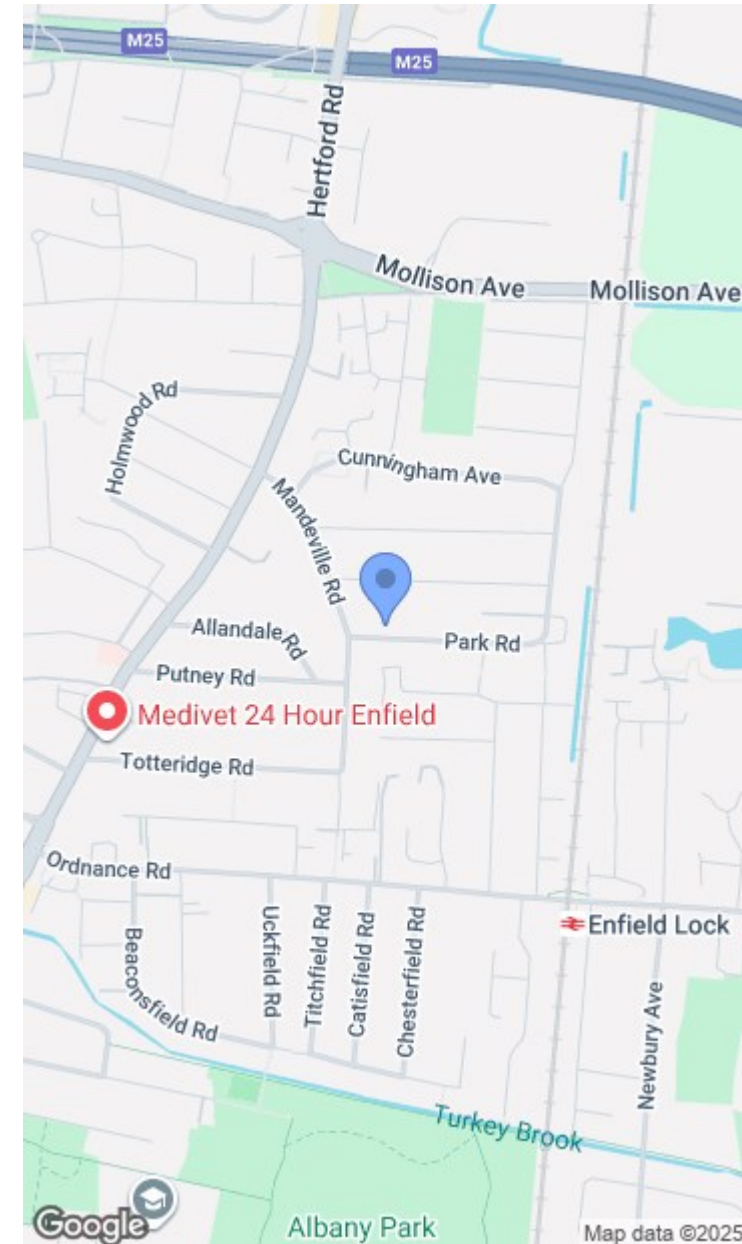 M25
M25
Hertford Rd
Mollison Ave
Mollison Ave
Holmwood Rd
Cunningham Ave
Mandeville Rd
Allandale Rd
Park Rd
Putney Rd
Medivet 24 Hour Enfield
Totteridge Rd
Ordnance Rd
Enfield Lock
Uckfield Rd
Titchfield Rd
Catisfield Rd
Chesterfield Rd
Beaconsfield Rd
Newbury Ave
Turkey Brook
Albany Park
Google
Map data ©2025